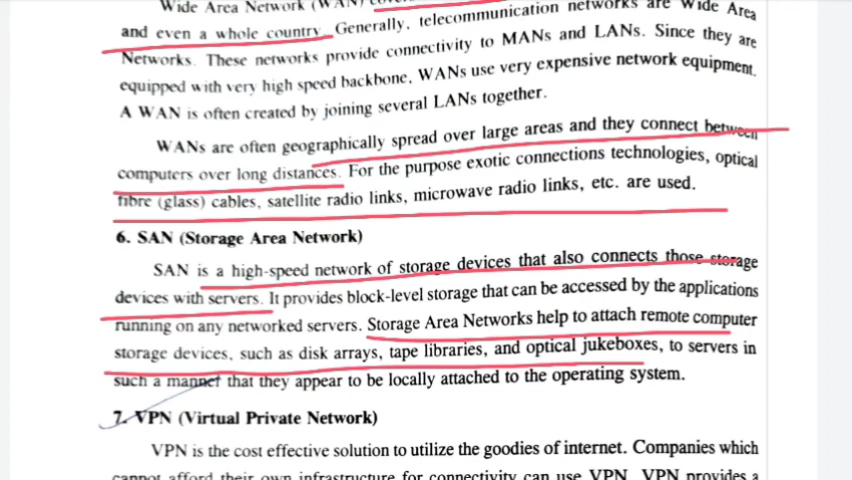 Wide Area Network (WAN)
and even a whole country. Generally, telecommunication networks are Wide Area
Networks. These networks provide connectivity to MANs and LANs. Since they are
equipped with very high speed backbone, WANs use very expensive network equipment.
A WAN is often created by joining several LANs together.
WANs are often geographically spread over large areas and they connect between
computers over long distances. For the purpose exotic connections technologies, optical
fibre (glass) cables, satellite radio links, microwave radio links, etc. are used.
6. SAN (Storage Area Network)
SAN is a high-speed network of storage devices that also connects those storage
devices with servers. It provides block-level storage that can be accessed by the applications
running on any networked servers. Storage Area Networks help to attach remote computer
storage devices, such as disk arrays, tape libraries, and optical jukeboxes, to servers in
such a manner that they appear to be locally attached to the operating system.
7. VPN (Virtual Private Network)
VPN is the cost effective solution to utilize the goodies of internet. Companies which
cannot afford their own infrastructure for connectivity can use VPN. VPN provides a